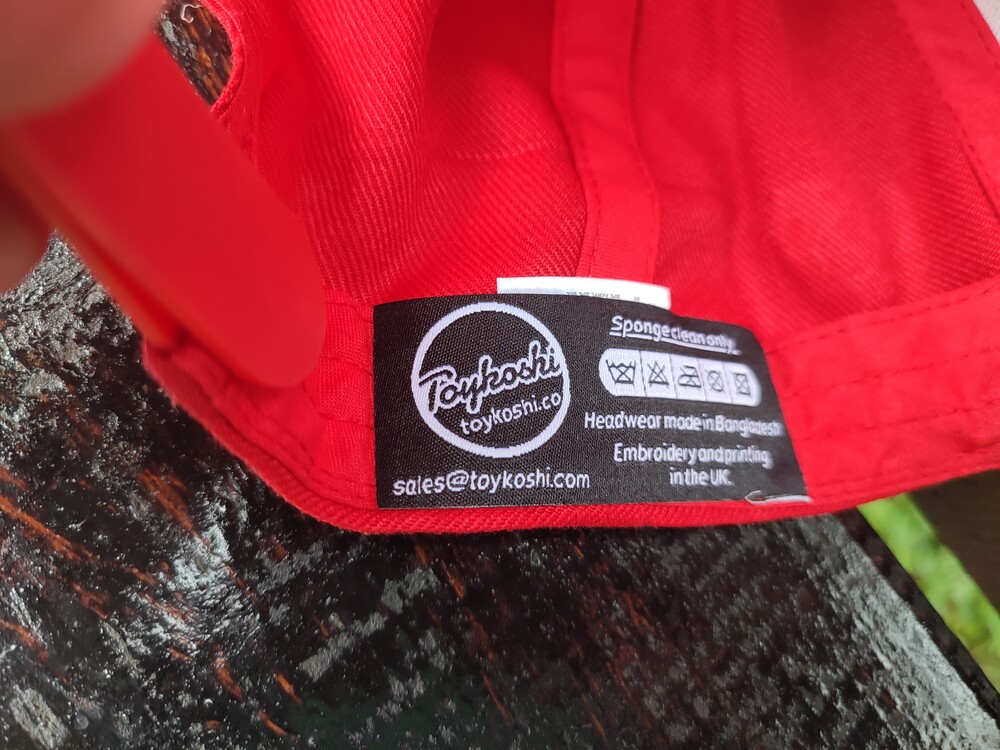 Toykoshi
toykoshi.co
sales@toykoshi.com
Sponge clean only.
Headwear made in Bangladesh
Embroidery and printing
in the UK.